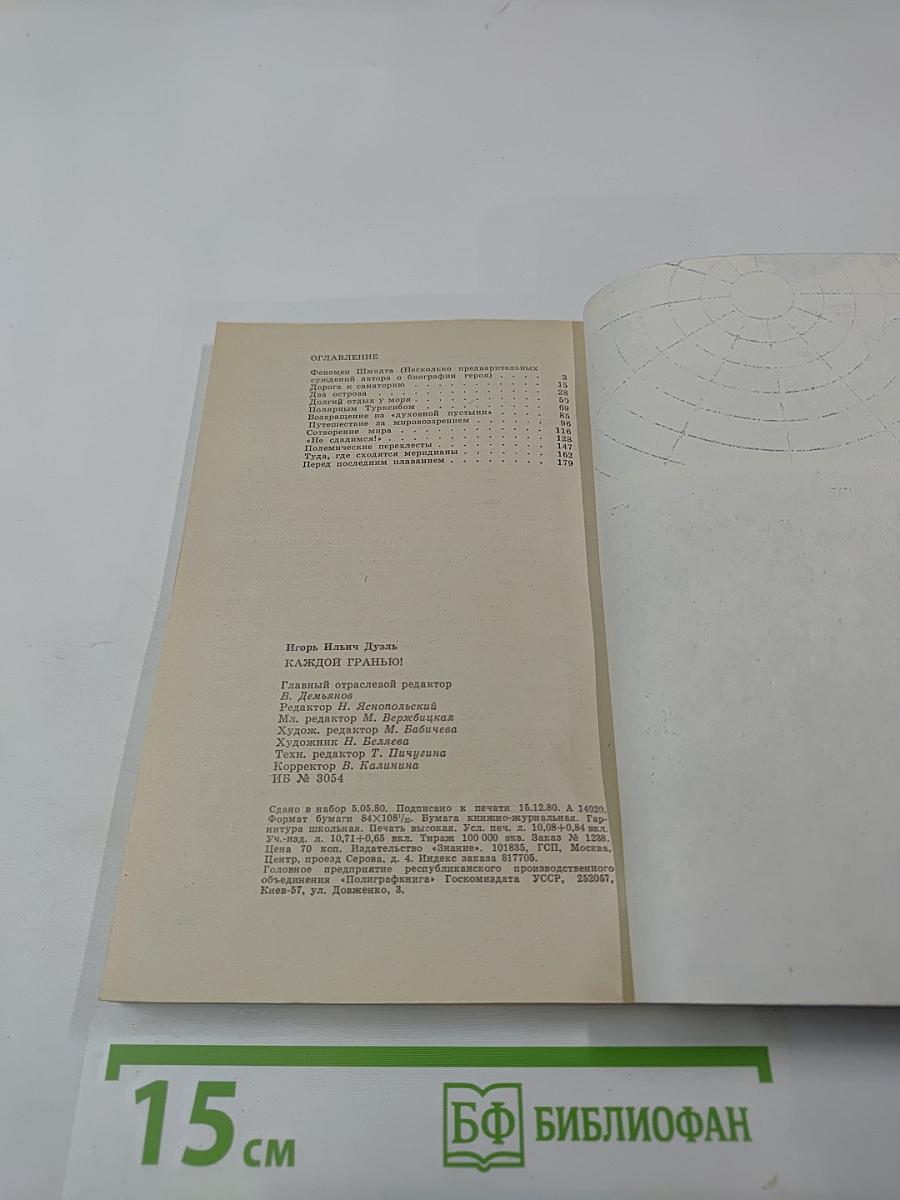 ОГЛАВЛЕНИЕ
Феномен Шмидта (Несколько предварительных
суждений автора о биографии героя) . . . . 3
Дорога к санаторию . . . . . . . . . . . 15
Два острова . . . . . . . . . . . . . 28
Долгий отдых у моря . . . . . . . . . . 50
Полярным Турксибом . . . . . . . . . . 69
Возвращение из «духовной пустыни» . . . . 85
Путешествие за мировоззрением . . . . . . 96
Сотворение мира . . . . . . . . . . . . 116
«Не сдадимся!» . . . . . . . . . . . . 128
Полемические перехлесты . . . . . . . . 147
Туда, где сходятся меридианы . . . . . . 162
Перед последним плаванием . . . . . . . . 179
Игорь Ильич Дуэль
КАЖДОЙ ГРАНЬЮ!
Главный отраслевой редактор
В. Демьянов
Редактор Н. Яснопольский
Мл. редактор М. Вержбицкая
Худож. редактор М. Бабичева
Художник Н. Беляева
Техн. редактор Т. Пичугина
Корректор В. Калинина
ИБ № 3054
Сдано в набор 5.05.80. Подписано к печати 15.12.80. А 14020.
Формат бумаги 84×108¹/₃₂. Бумага книжно-журнальная. Гар-
нитура школьная. Печать высокая. Усл. печ. л. 10,08+0,84 вкл.
Уч.-изд. л. 10,71+0,65 вкл. Тираж 100 000 экз. Заказ № 1238.
Цена 70 коп. Издательство «Знание». 101835, ГСП, Москва,
Центр, проезд Серова, д. 4. Индекс заказа 817705.
Головное предприятие республиканского производственного
объединения «Полиграфкнига» Госкомиздата УССР, 252057,
Киев-57, ул. Довженко, 3.
15 см
БФ БИБЛИОФАН